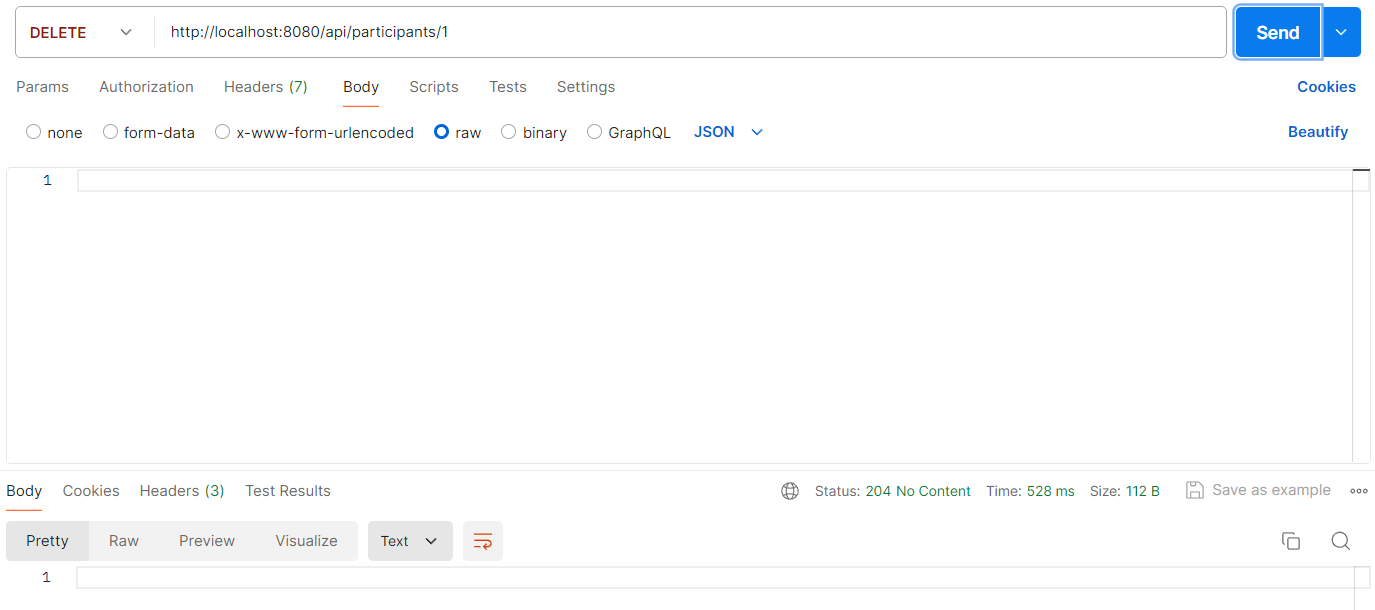 DELETE http://localhost:8080/api/participants/1 Send
Params Authorization Headers (7) Body Scripts Tests Settings Cookies
none form-data x-www-form-urlencoded raw binary GraphQL JSON Beautify
1
Body Cookies Headers (3) Test Results Status: 204 No Content Time: 528 ms Size: 112 B Save as example
Pretty Raw Preview Visualize Text
1